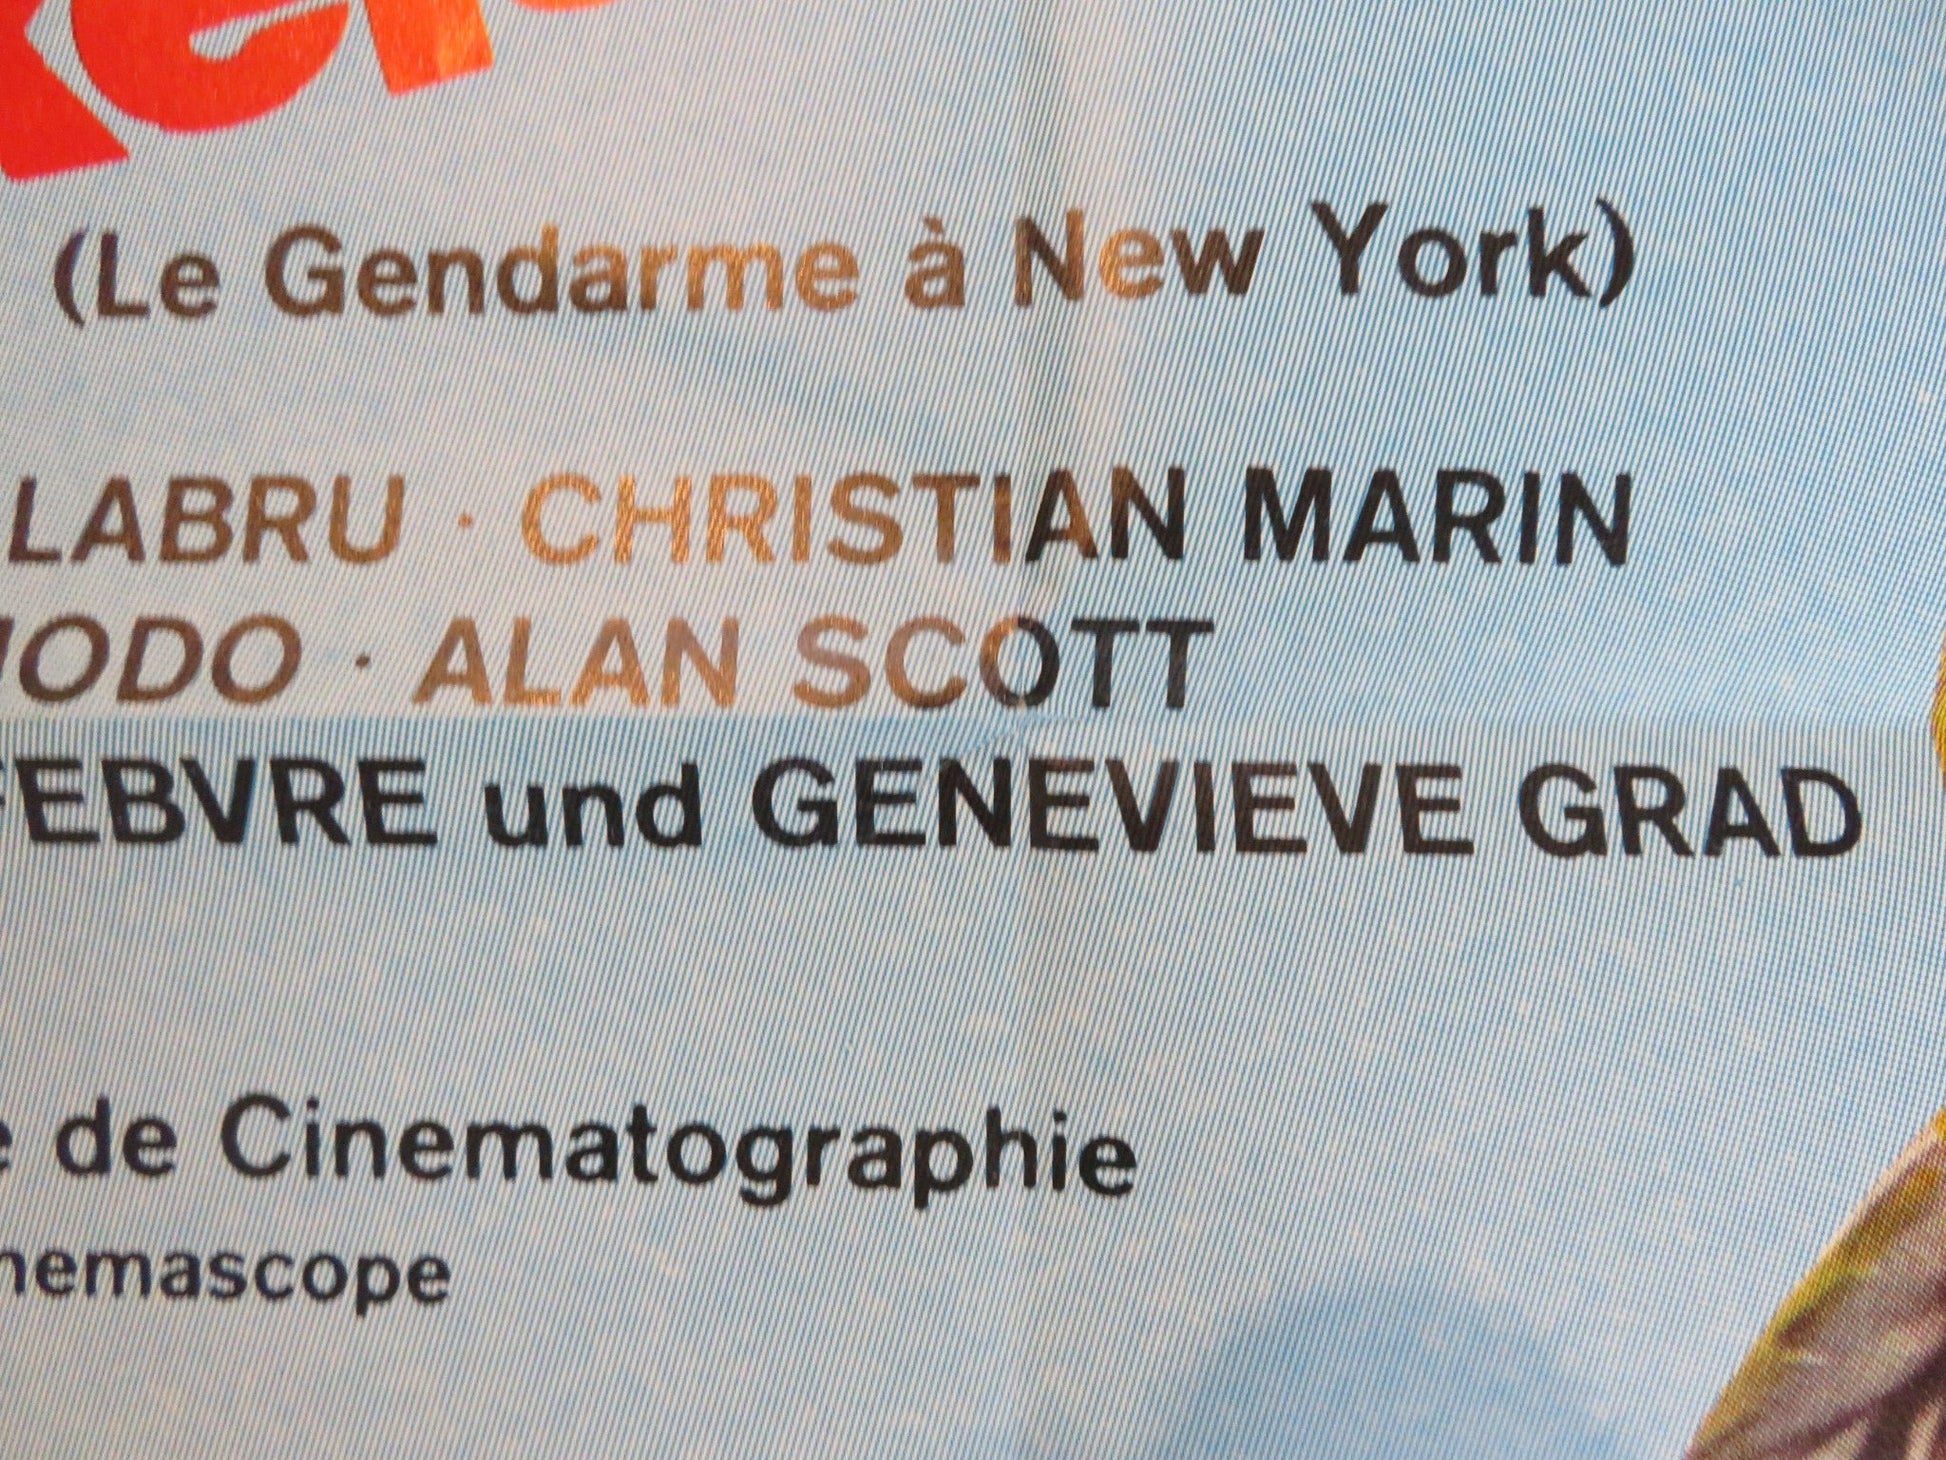 (Le Gendarme à New York)
LABRU · CHRISTIAN MARIN
ODO · ALAN SCOTT
FEBVRE und GENEVIEVE GRAD
de Cinematographie
nemascope